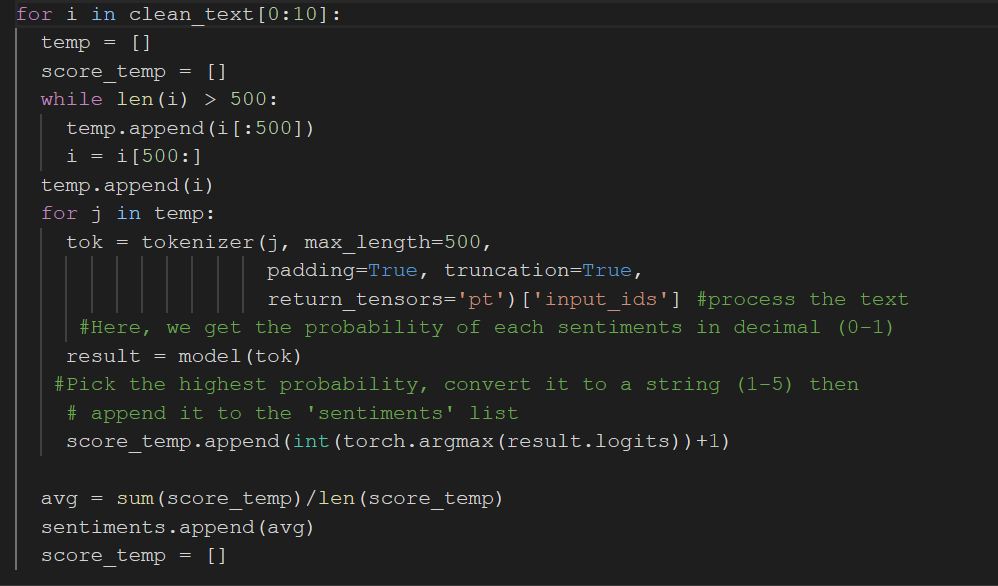 for i in clean_text[0:10]:
  temp = []
  score_temp = []
  while len(i) > 500:
    temp.append(i[:500])
    i = i[500:]
  temp.append(i)
  for j in temp:
    tok = tokenizer(j, max_length=500,
                    padding=True, truncation=True,
                    return_tensors='pt')['input_ids'] #process the text
     #Here, we get the probability of each sentiments in decimal (0-1)
    result = model(tok)
   #Pick the highest probability, convert it to a string (1-5) then
    # append it to the 'sentiments' list
    score_temp.append(int(torch.argmax(result.logits))+1)

  avg = sum(score_temp)/len(score_temp)
  sentiments.append(avg)
  score_temp = []